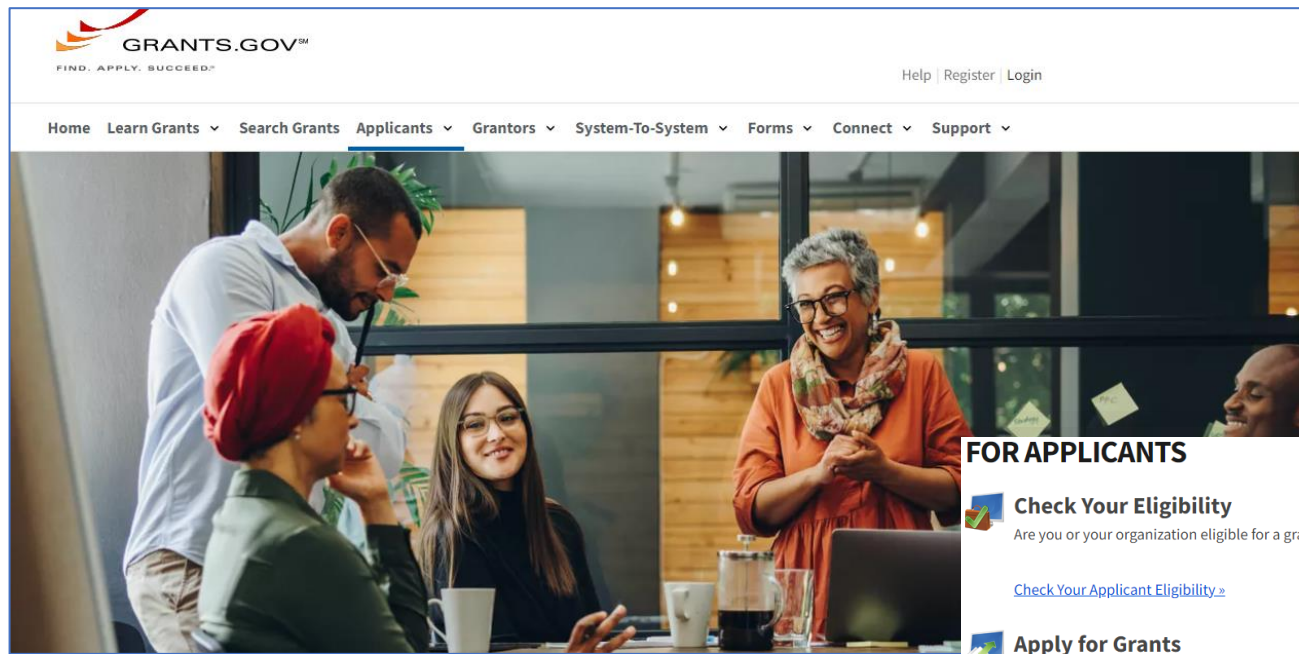 GRANTS.GOV℠
FIND. APPLY. SUCCEED.℠
Help | Register | Login
Home Learn Grants Search Grants Applicants Grantors System-To-System Forms Connect Support
FOR APPLICANTS
Check Your Eligibility
Are you or your organization eligible for a gra
Check Your Applicant Eligibility »
Apply for Grants